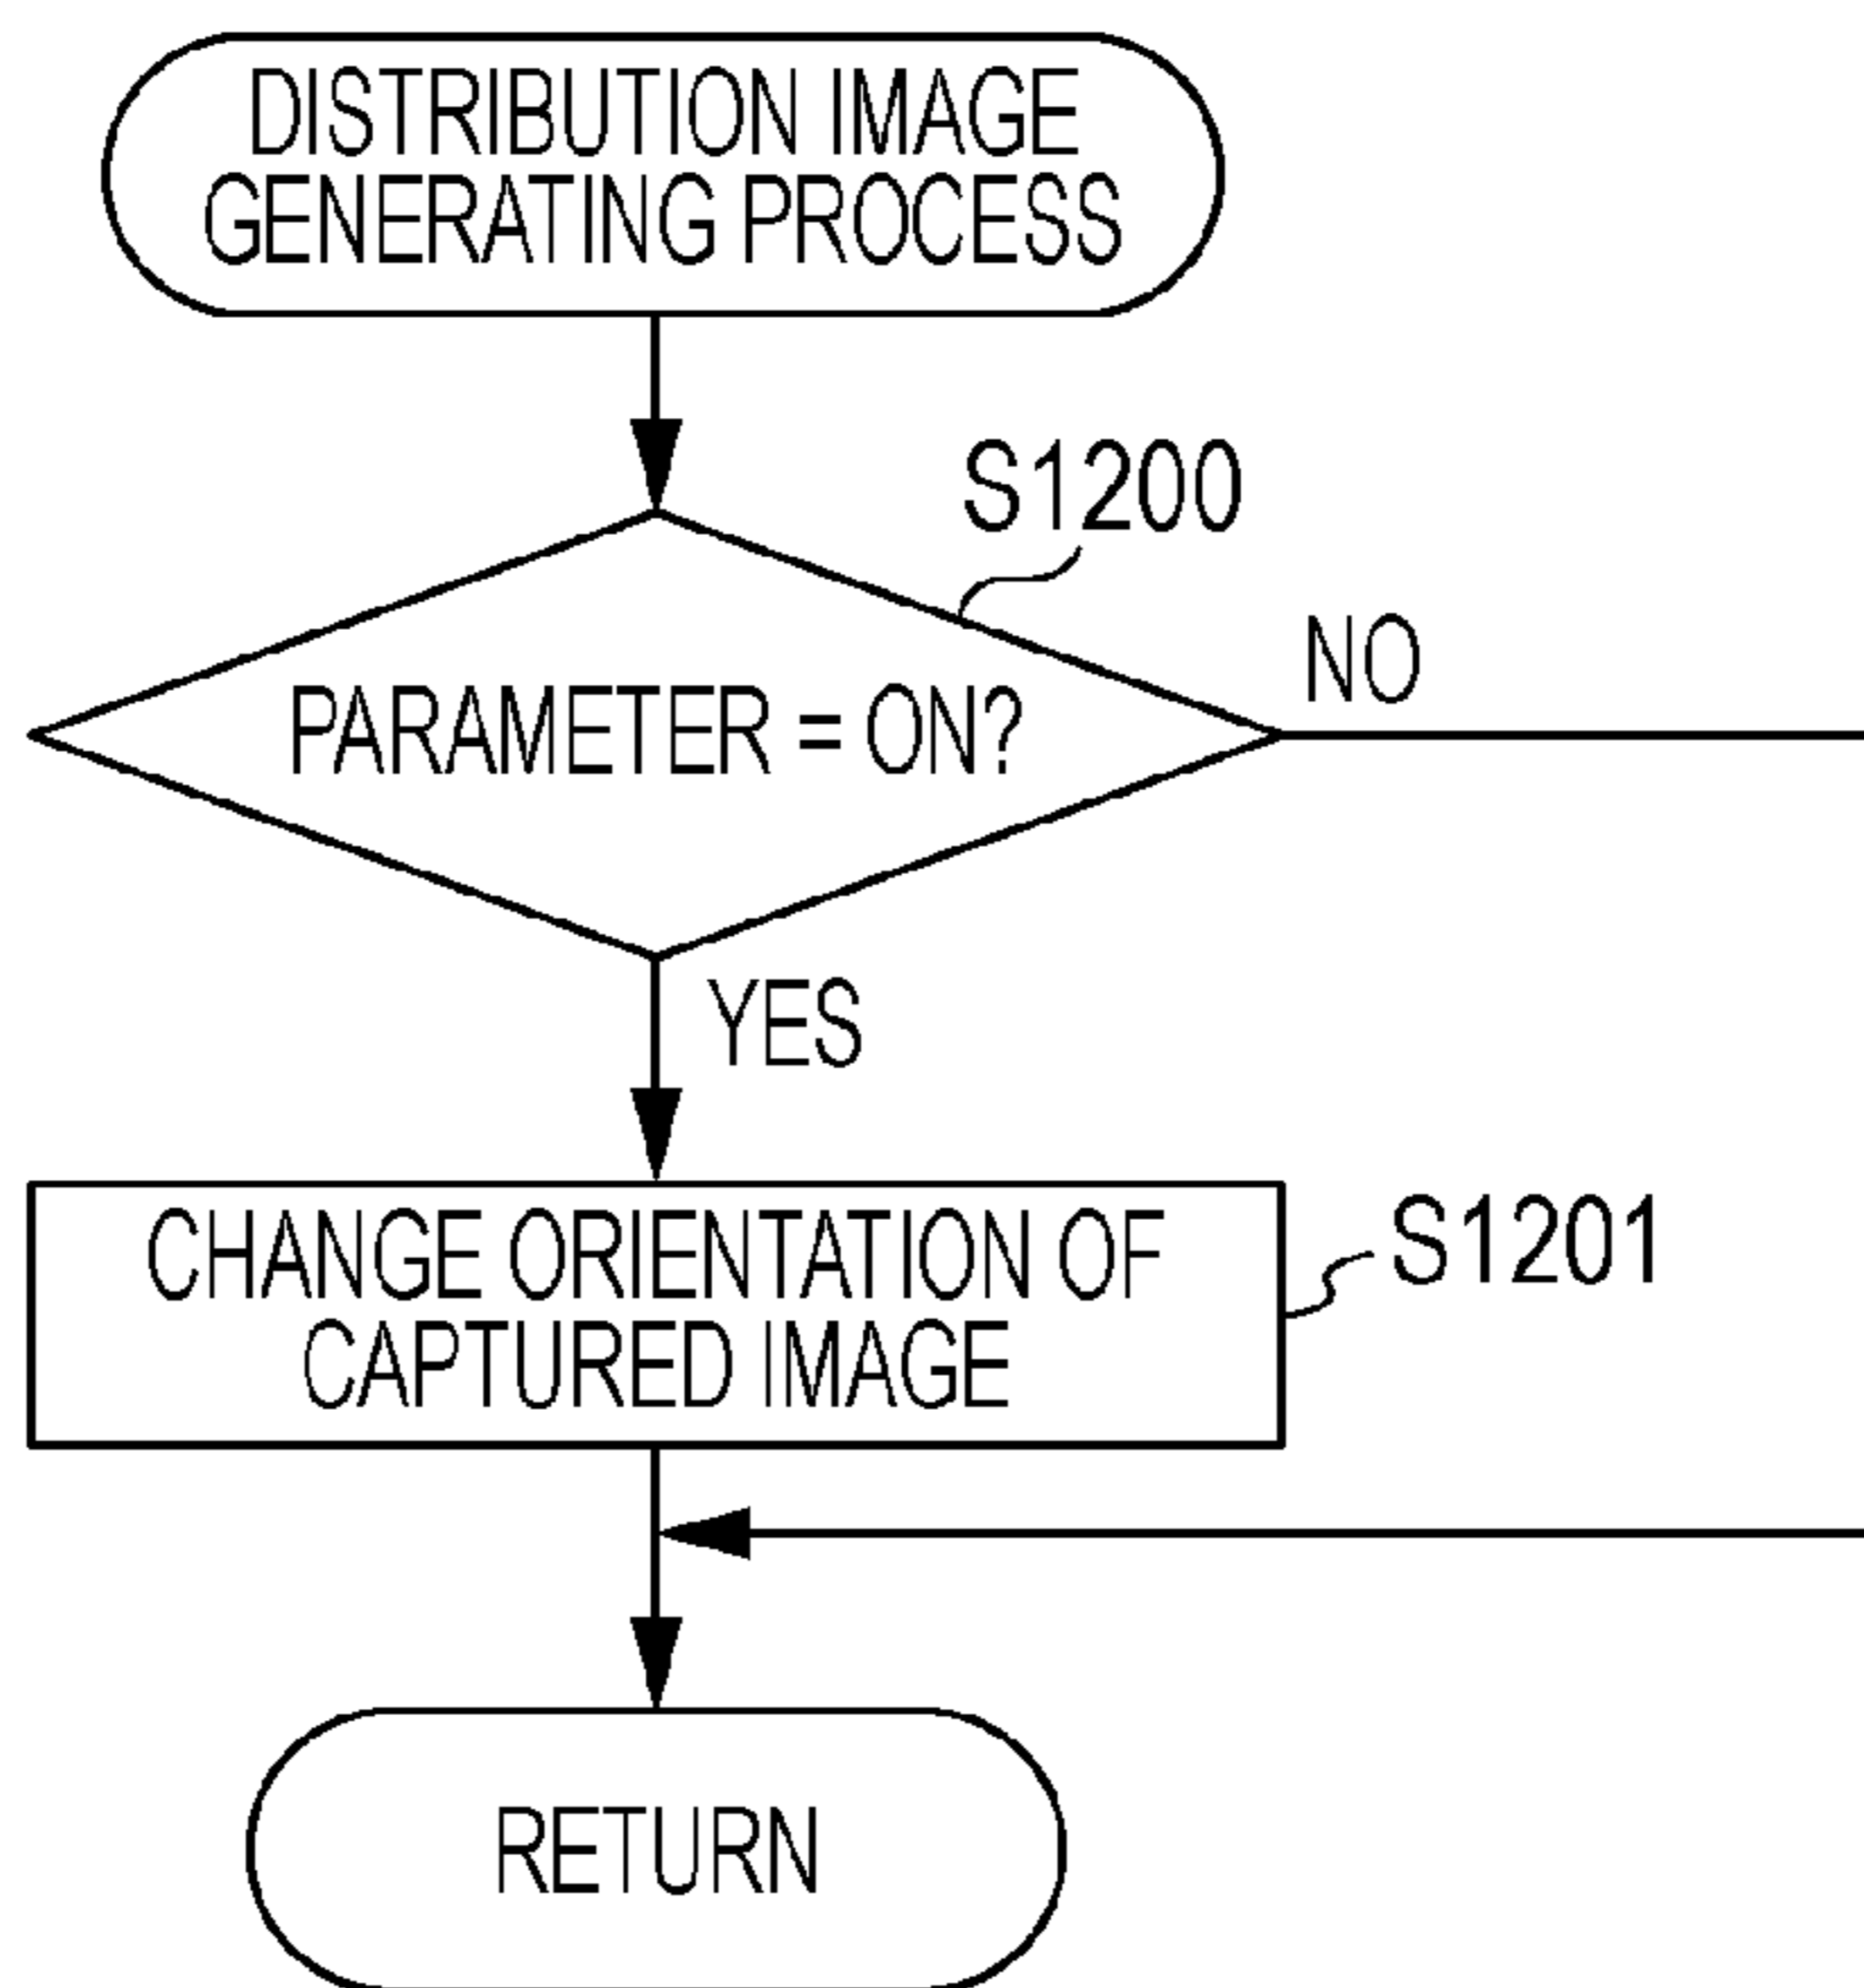 DISTRIBUTION IMAGE
GENERATING PROCESS
S1200
PARAMETER = ON?
NO
YES
CHANGE ORIENTATION OF
CAPTURED IMAGE
S1201
RETURN